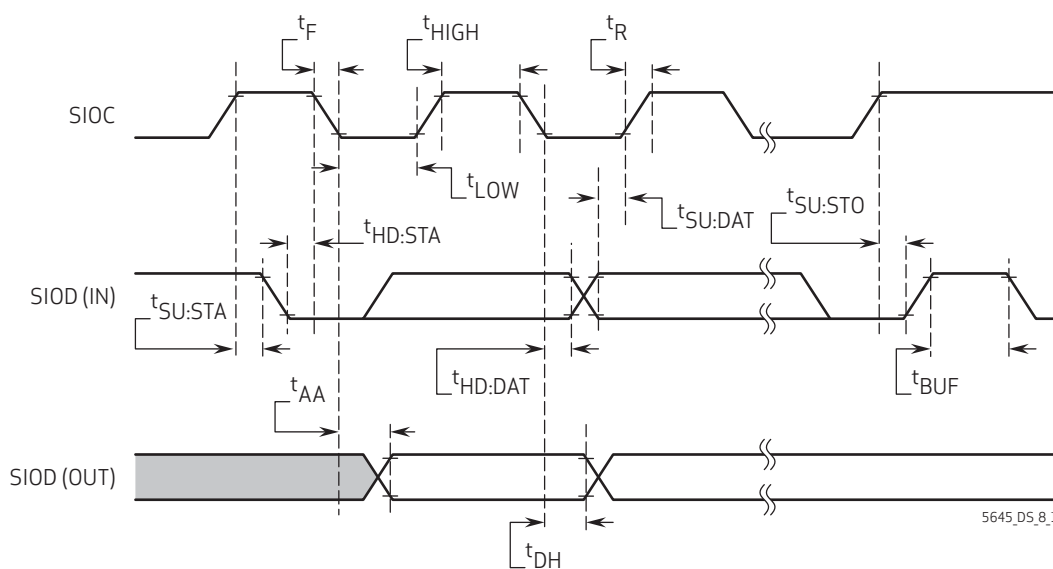 tF
tHIGH
tR
SIOC
tLOW
tSU:DAT
tSU:STO
tHD:STA
SIOD (IN)
tSU:STA
tHD:DAT
tBUF
tAA
SIOD (OUT)
5645_DS_8_
tDH